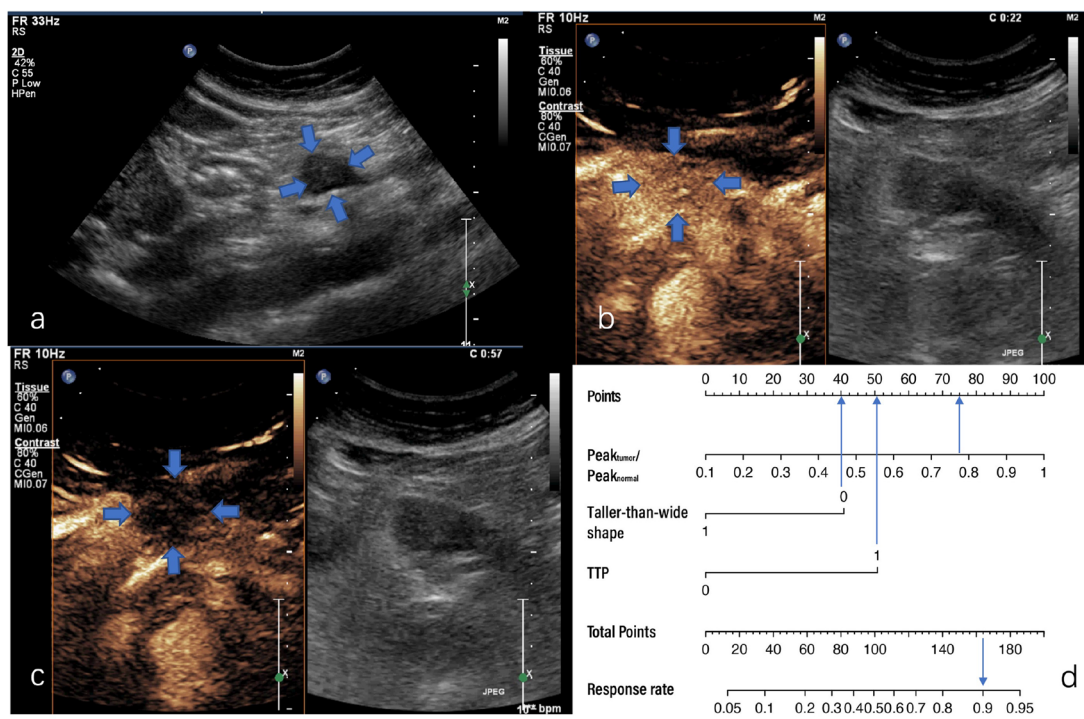 FR 33Hz
RS
M2
2D
42%
C 55
P Low
HPen
P
X
a
FR 10Hz
RS
C 0:22
M2
Tissue
60%
C 40
Gen
MI0.06
Contrast
80%
C 40
CGen
MI0.07
P
P
X
X
JPEG
b
FR 10Hz
RS
M2
C 0:57
Tissue
60%
C 40
Gen
MI0.06
Contrast
80%
C 40
CGen
MI0.07
P
P
X
X
JPEG
bpm
c
Points
0 10 20 30 40 50 60 70 80 90 100
Peaktumor/
Peaknormal
0.1 0.2 0.3 0.4 0.5 0.6 0.7 0.8 0.9 1
0
Taller-than-wide
shape
1
1
TTP
0
Total Points
0 20 40 60 80 100 140 180
Response rate
0.05 0.1 0.2 0.3 0.4 0.50 0.6 0.7 0.8 0.9 0.95
d